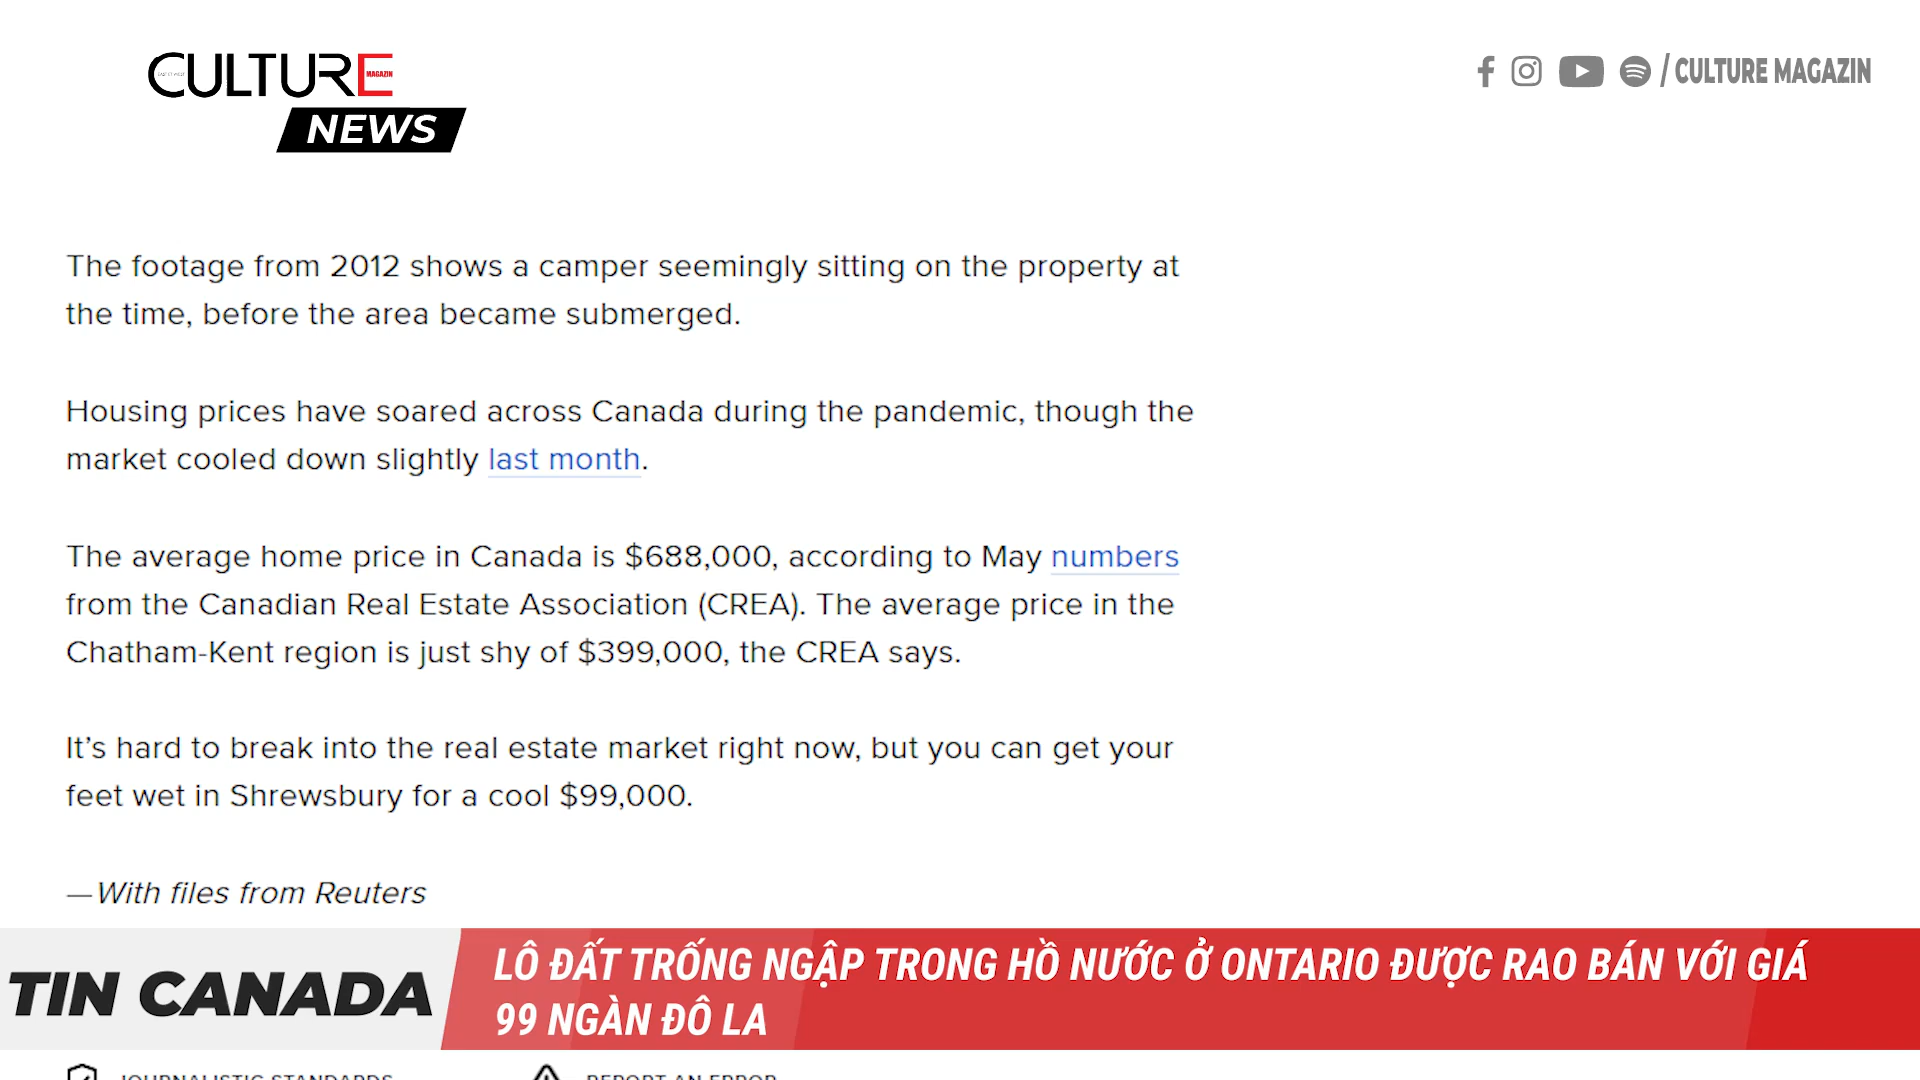 CULTURE
MAGAZIN
NEWS
/ CULTURE MAGAZIN
The footage from 2012 shows a camper seemingly sitting on the property at
the time, before the area became submerged.
Housing prices have soared across Canada during the pandemic, though the
market cooled down slightly last month.
The average home price in Canada is $688,000, according to May numbers
from the Canadian Real Estate Association (CREA). The average price in the
Chatham-Kent region is just shy of $399,000, the CREA says.
It’s hard to break into the real estate market right now, but you can get your
feet wet in Shrewsbury for a cool $99,000.
—With files from Reuters
TIN CANADA
LÔ ĐẤT TRỐNG NGẬP TRONG HỒ NƯỚC Ở ONTARIO ĐƯỢC RAO BÁN VỚI GIÁ
99 NGÀN ĐÔ LA
JOURNALISTIC STANDARDS
REPORT AN ERROR